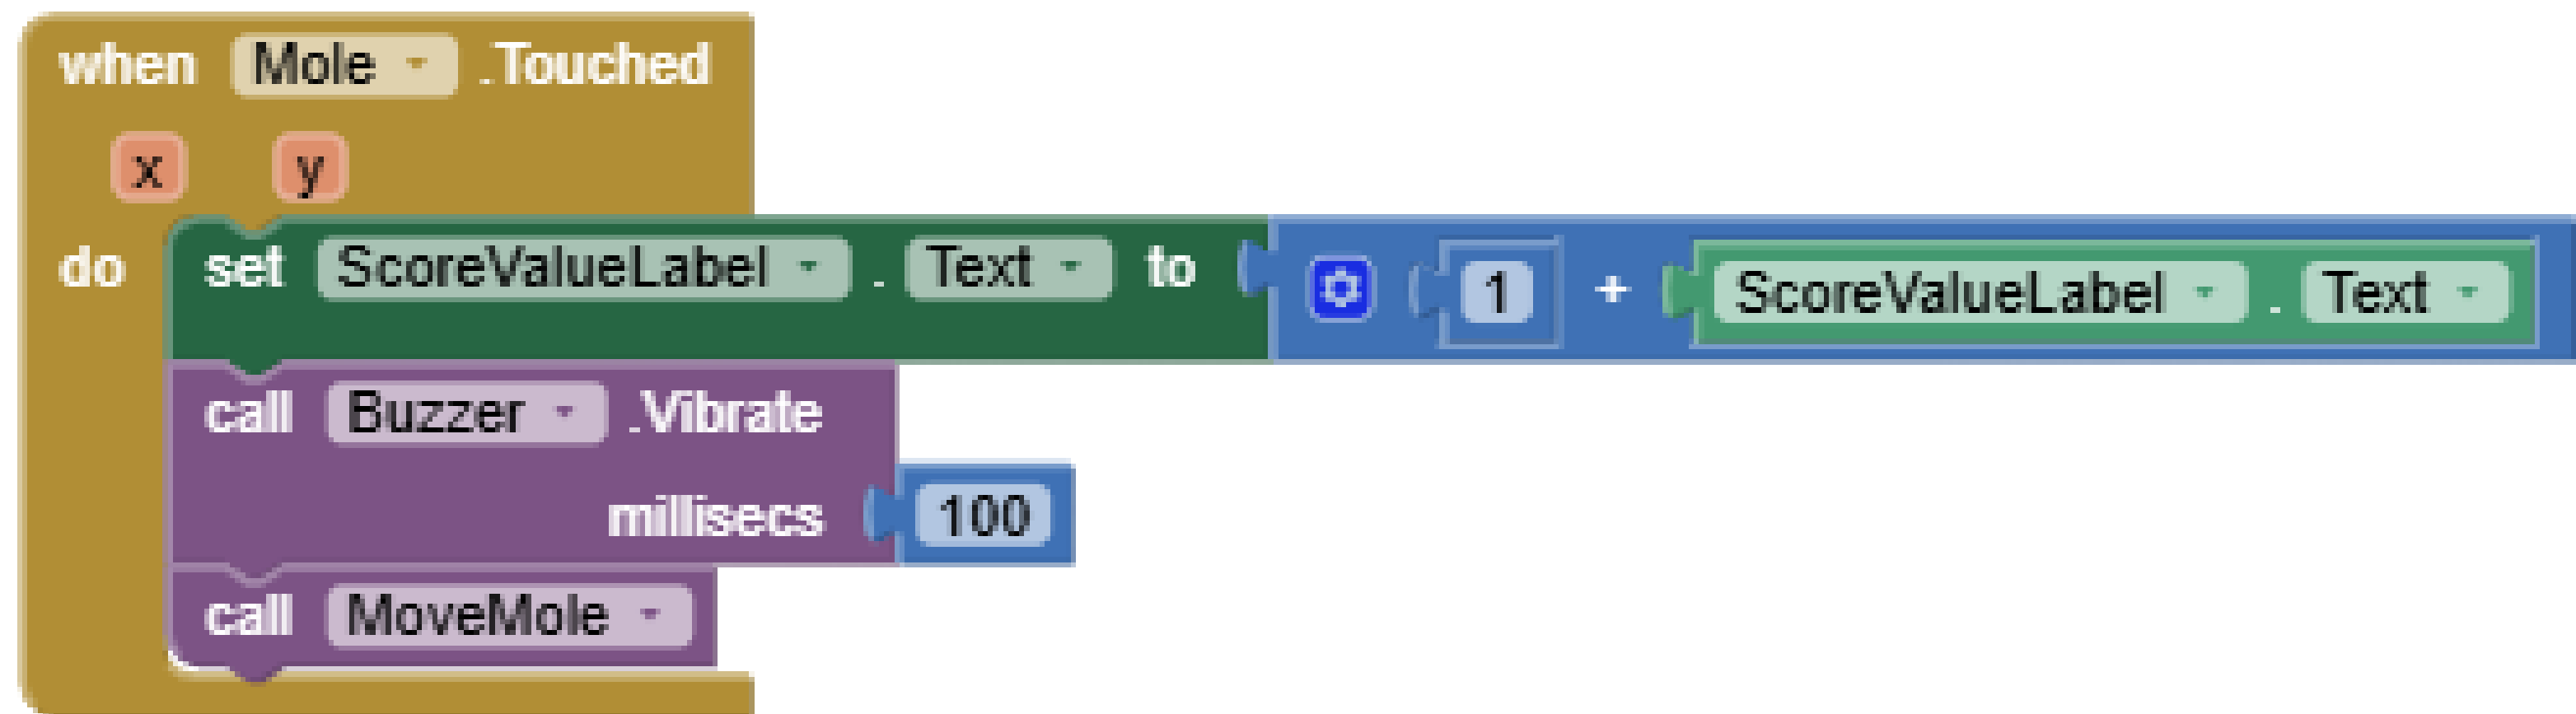 when Mole .Touched
x y
do set ScoreValueLabel . Text to 1 + ScoreValueLabel . Text
call Buzzer .Vibrate
millisecs 100
call MoveMole